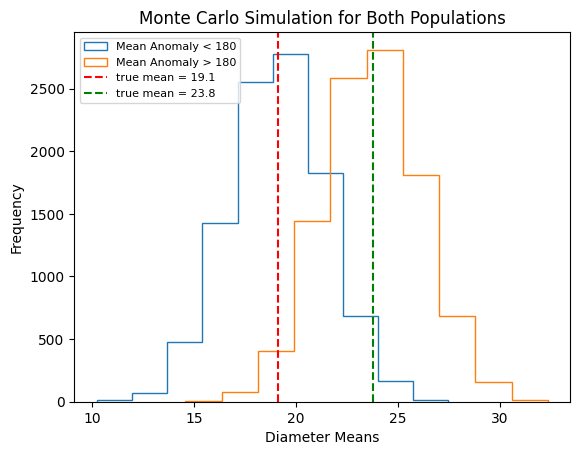 Monte Carlo Simulation for Both Populations
Mean Anomaly < 180
Mean Anomaly > 180
true mean = 19.1
true mean = 23.8
Frequency
2500
2000
1500
1000
500
0
10 15 20 25 30
Diameter Means